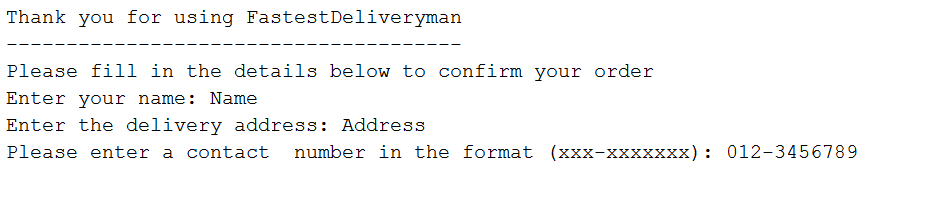 Thank you for using FastestDeliveryman
--------------------------------------
Please fill in the details below to confirm your order
Enter your name: Name
Enter the delivery address: Address
Please enter a contact  number in the format (xxx-xxxxxxx): 012-3456789